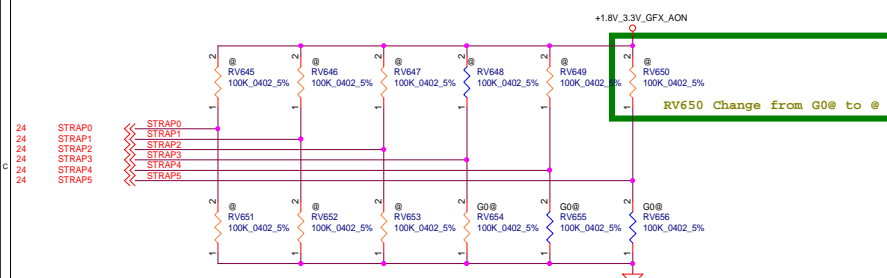 +1.8V_3.3V_GFX_AON
2 @ 2 @ 2 @ 2 @ 2 @ 2 @
RV645 RV646 RV647 RV648 RV649 RV650
100K_0402_5% 100K_0402_5% 100K_0402_5% 100K_0402_5% 100K_0402_5% 100K_0402_5%
1 1 1 1 1 1
RV650 Change from G0@ to @
24 STRAP0 STRAP0
24 STRAP1 STRAP1
24 STRAP2 STRAP2
24 STRAP3 STRAP3
24 STRAP4 STRAP4
24 STRAP5 STRAP5
C
2 @ 2 @ 2 @ 2 G0@ 2 G0@ 2 G0@
RV651 RV652 RV653 RV654 RV655 RV656
100K_0402_5% 100K_0402_5% 100K_0402_5% 100K_0402_5% 100K_0402_5% 100K_0402_5%
1 1 1 1 1 1